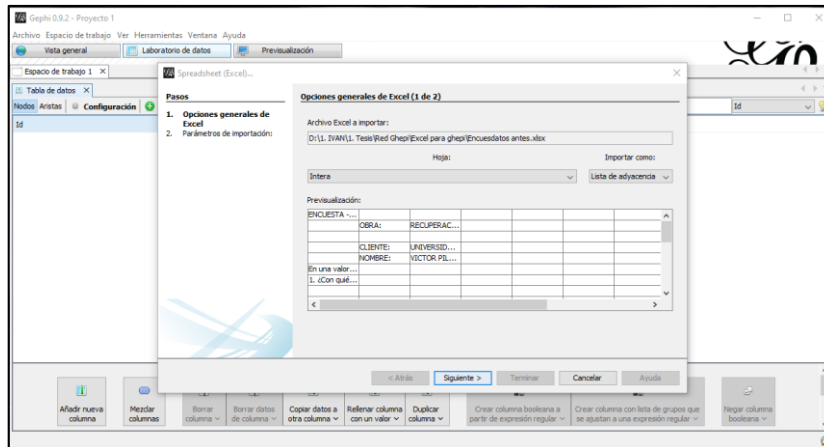 Gephi 0.9.2 - Proyecto 1
Archivo Espacio de trabajo Ver Herramientas Ventana Ayuda
Vista general Laboratorio de datos Previsualización
Espacio de trabajo 1 X
Tabla de datos X
Nodos Aristas Configuración Id
Id
Spreadsheet (Excel)...
Pasos
1. Opciones generales de Excel
2. Parámetros de importación:
Opciones generales de Excel (1 de 2)
Archivo Excel a importar:
D:\1. IVAN\1. Tesis\Red Ghepi\Excel para ghepi\Encuesdatos antes.xlsx
Hoja: Importar como:
Intera Lista de adyacencia
Previsualización:
ENCUESTA -...
OBRA: RECUPERAC...
CLIENTE: UNIVERSID...
NOMBRE: VICTOR PIL...
En una valor...
1. ¿Con quié...
< Atrás Siguiente > Terminar Cancelar Ayuda
Añadir nueva columna
Mezclar columnas
Borrar columna
Borrar datos de columna
Copiar datos a otra columna
Rellenar columna con un valor
Duplicar columna
Crear columna booleana a partir de expresión regular
Crear columna con lista de grupos que se ajustan a una expresión regular
Negar columna booleana